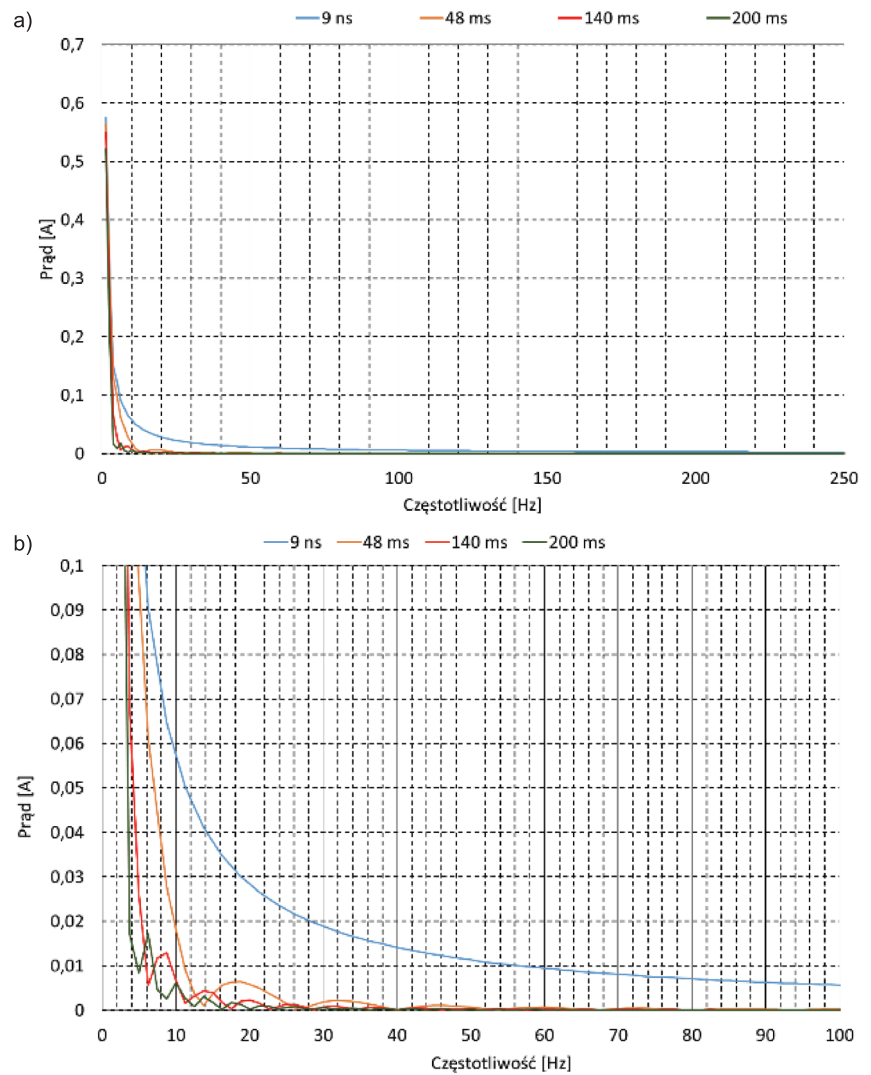 a)
9 ns 48 ms 140 ms 200 ms
0,7
0,6
0,5
0,4
0,3
0,2
0,1
0
Prąd [A]
0 50 100 150 200 250
Częstotliwość [Hz]
b)
9 ns 48 ms 140 ms 200 ms
0,1
0,09
0,08
0,07
0,06
0,05
0,04
0,03
0,02
0,01
0
Prąd [A]
0 10 20 30 40 50 60 70 80 90 100
Częstotliwość [Hz]